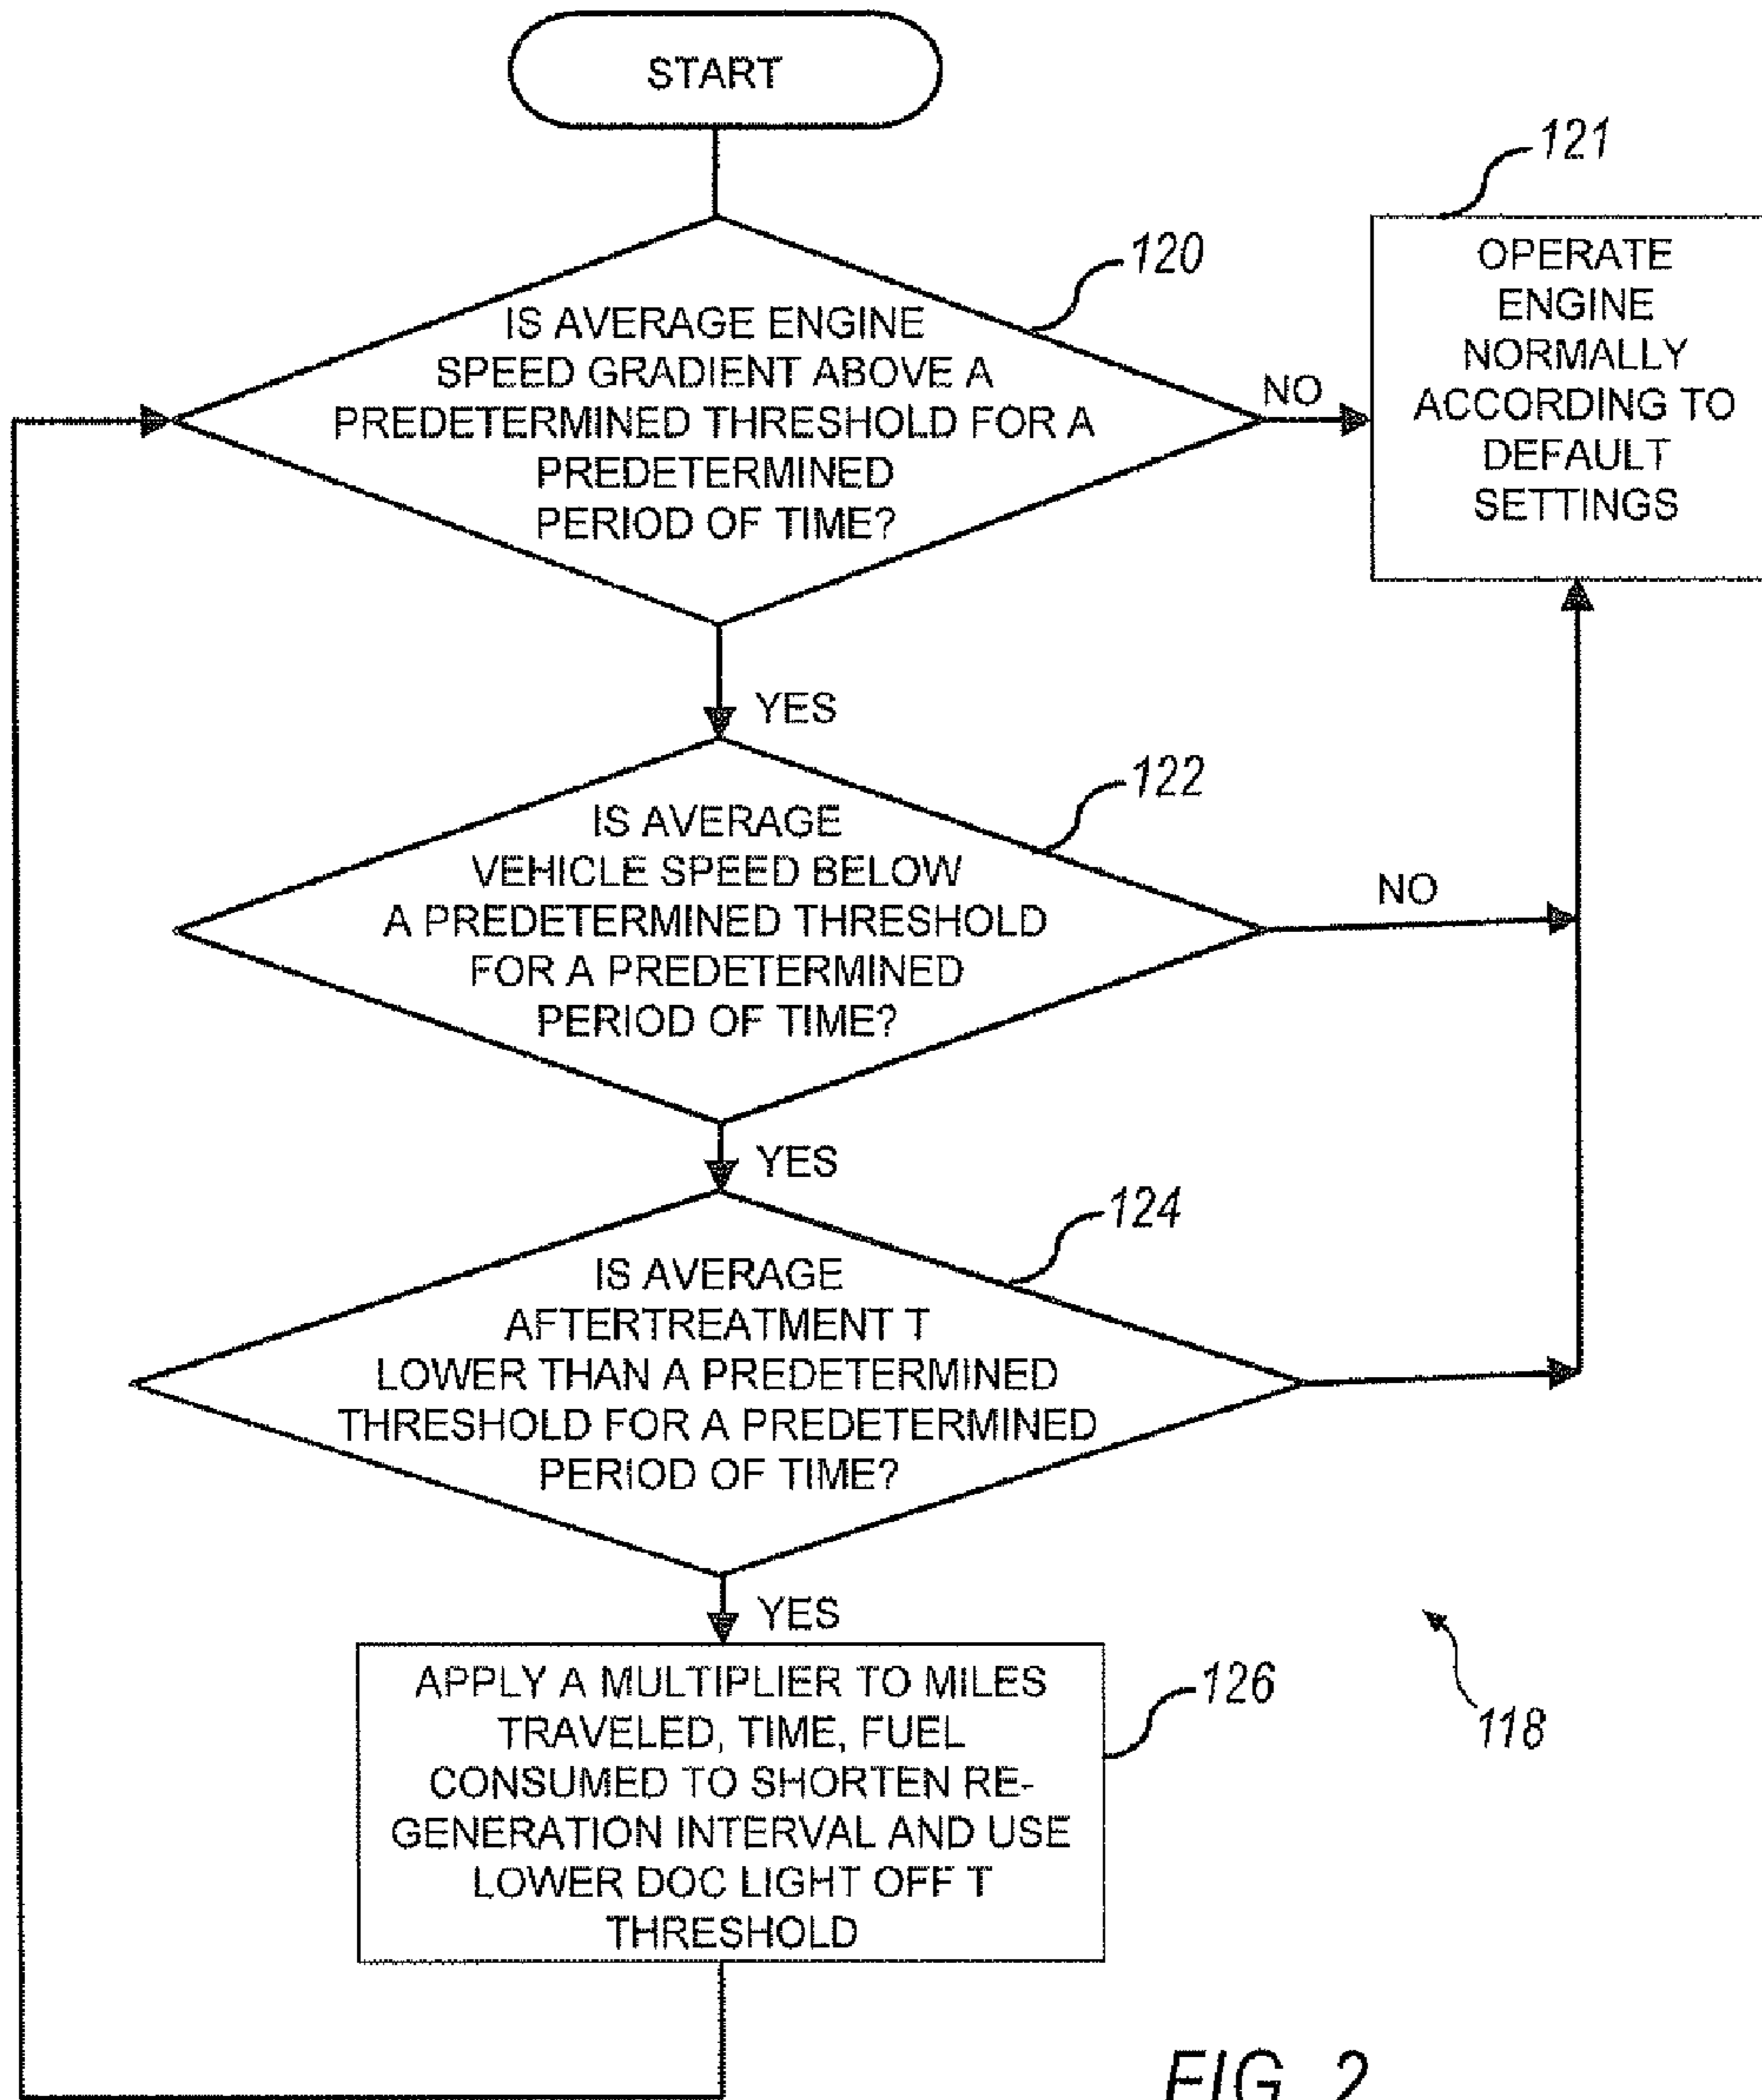 START
121
OPERATE
ENGINE
NORMALLY
ACCORDING TO
DEFAULT
SETTINGS
120
IS AVERAGE ENGINE
SPEED GRADIENT ABOVE A
PREDETERMINED THRESHOLD FOR A
PREDETERMINED
PERIOD OF TIME?
NO
YES
122
IS AVERAGE
VEHICLE SPEED BELOW
A PREDETERMINED THRESHOLD
FOR A PREDETERMINED
PERIOD OF TIME?
NO
YES
124
IS AVERAGE
AFTERTREATMENT T
LOWER THAN A PREDETERMINED
THRESHOLD FOR A PREDETERMINED
PERIOD OF TIME?
YES
126
APPLY A MULTIPLIER TO MILES
TRAVELED, TIME, FUEL
CONSUMED TO SHORTEN RE-
GENERATION INTERVAL AND USE
LOWER DOC LIGHT OFF T
THRESHOLD
118
FIG. 2